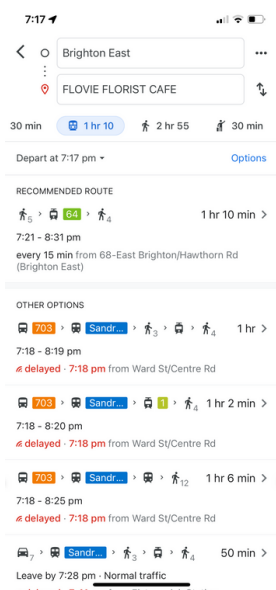 7:17
Brighton East
FLOVIE FLORIST CAFE
30 min 1 hr 10 2 hr 55 30 min
Depart at 7:17 pm Options
RECOMMENDED ROUTE
5 64 4 1 hr 10 min
7:21 - 8:31 pm
every 15 min from 68-East Brighton/Hawthorn Rd
(Brighton East)
OTHER OPTIONS
703 Sandr... 3 4 1 hr
7:18 - 8:19 pm
delayed · 7:18 pm from Ward St/Centre Rd
703 Sandr... 1 4 1 hr 2 min
7:18 - 8:20 pm
delayed · 7:18 pm from Ward St/Centre Rd
703 Sandr... 12 1 hr 6 min
7:18 - 8:25 pm
delayed · 7:18 pm from Ward St/Centre Rd
7 Sandr... 3 4 50 min
Leave by 7:28 pm · Normal traffic